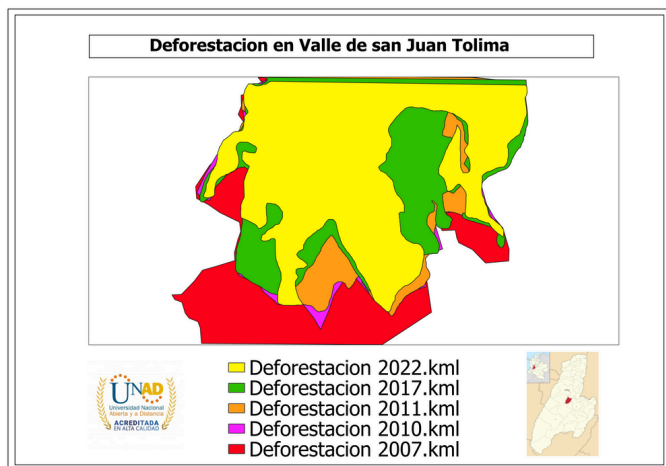 Deforestacion en Valle de san Juan Tolima
Deforestacion 2022.kml
Deforestacion 2017.kml
Deforestacion 2011.kml
Deforestacion 2010.kml
Deforestacion 2007.kml
UNAD
Universidad Nacional
Abierta y a Distancia
ACREDITADA
EN ALTA CALIDAD